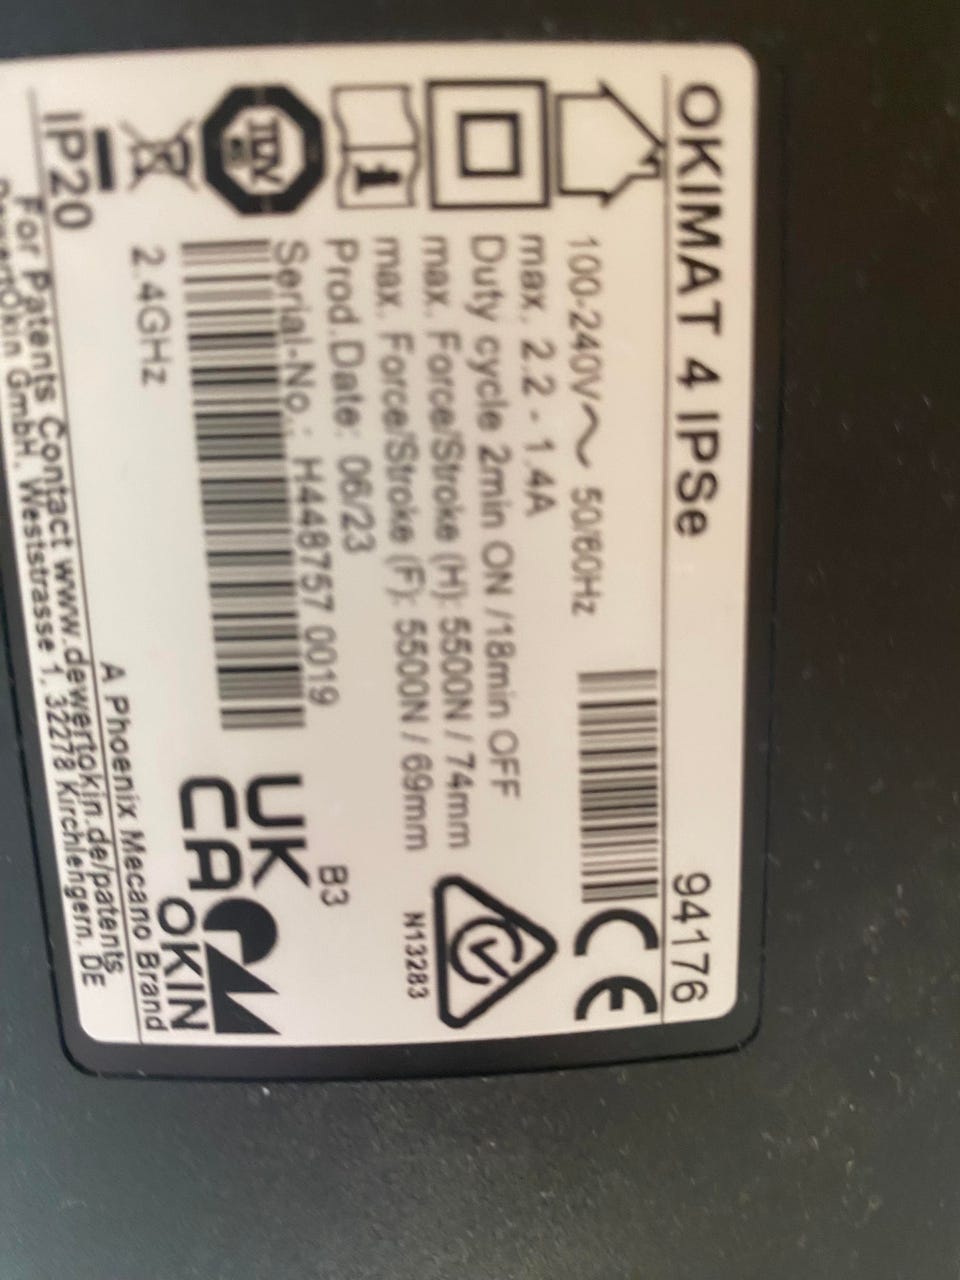 OKIMAT 4 IPSe 94176
100-240V~ 50/60Hz
max. 2.2 - 1.4A
Duty cycle 2min ON /18min OFF
max. Force/Stroke (H): 5500N / 74mm
max. Force/Stroke (F): 5500N / 69mm
Prod.Date: 06/23
Serial-No.: H448757 0019
2.4GHz
IP20
CE
N13283
B3
UK
CA
OKIN
A Phoenix Mecano Brand
For Patents Contact www.dewertokin.de/patents
DewertOkin GmbH, Weststrasse 1, 32278 Kirchlengern, DE